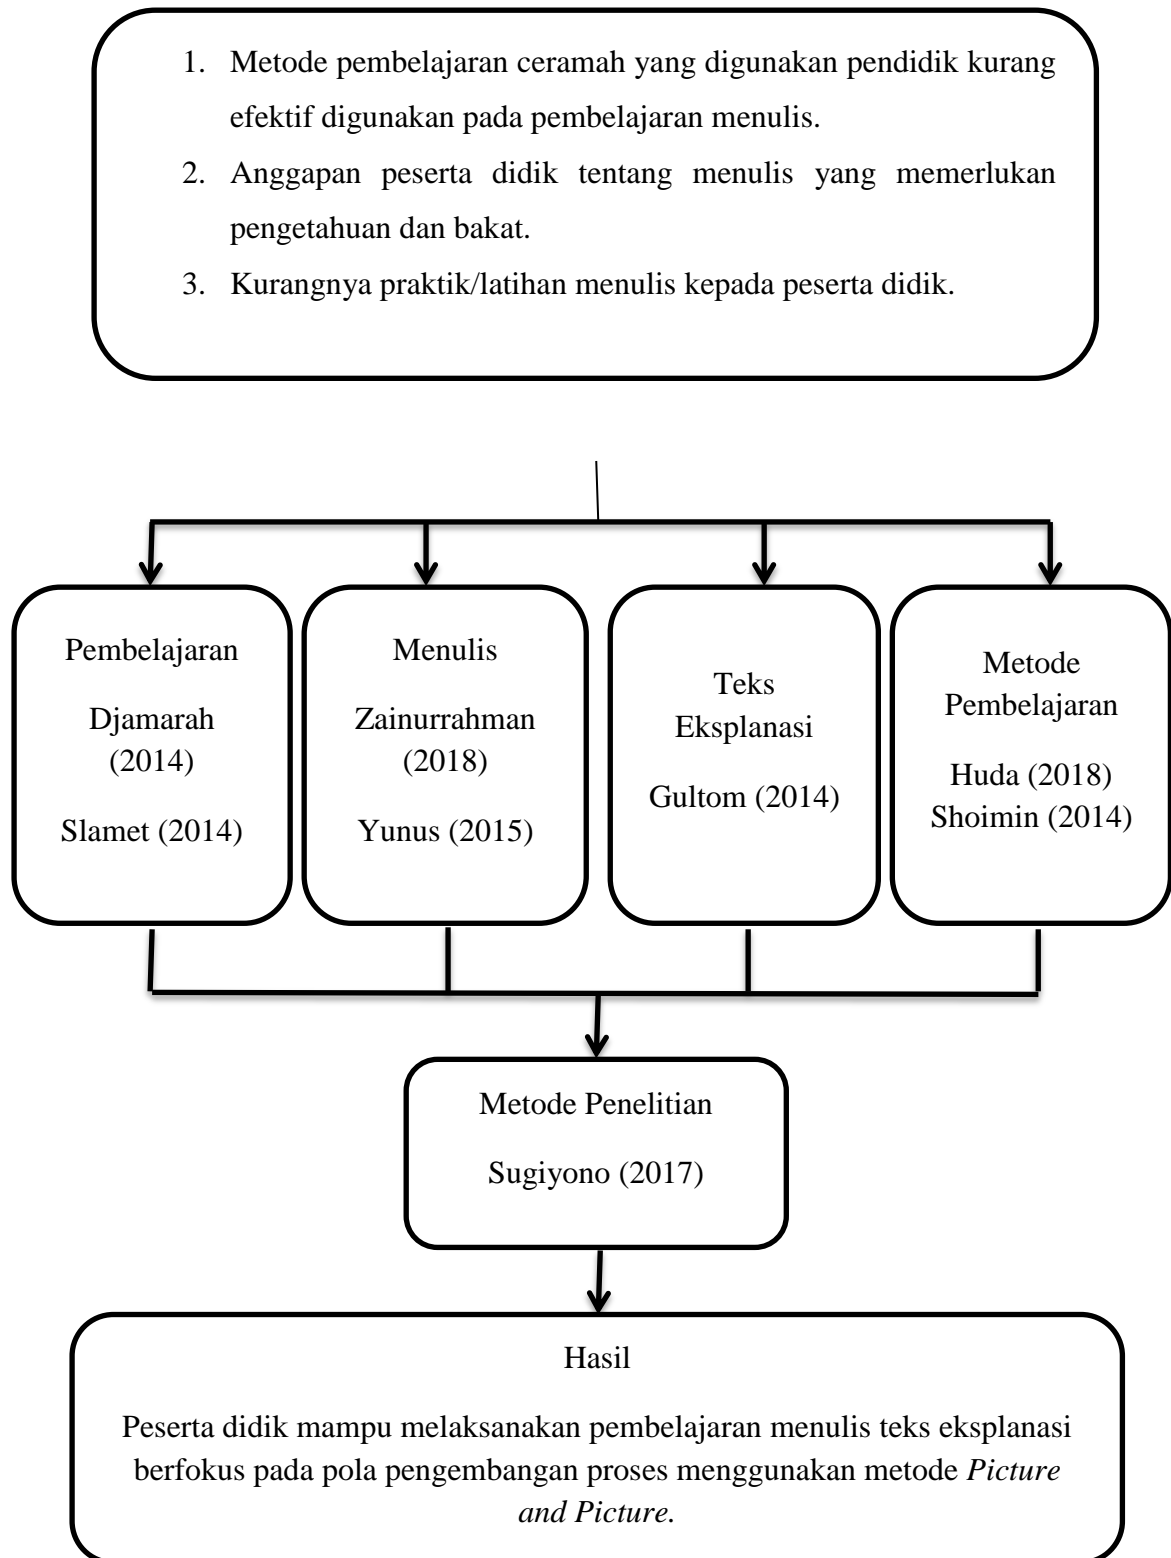 1. Metode pembelajaran ceramah yang digunakan pendidik kurang
efektif digunakan pada pembelajaran menulis.
2. Anggapan peserta didik tentang menulis yang memerlukan
pengetahuan dan bakat.
3. Kurangnya praktik/latihan menulis kepada peserta didik.
Pembelajaran
Djamarah
(2014)
Slamet (2014)
Menulis
Zainurrahman
(2018)
Yunus (2015)
Teks
Eksplanasi
Gultom (2014)
Metode
Pembelajaran
Huda (2018)
Shoimin (2014)
Metode Penelitian
Sugiyono (2017)
Hasil
Peserta didik mampu melaksanakan pembelajaran menulis teks eksplanasi
berfokus pada pola pengembangan proses menggunakan metode Picture
and Picture.